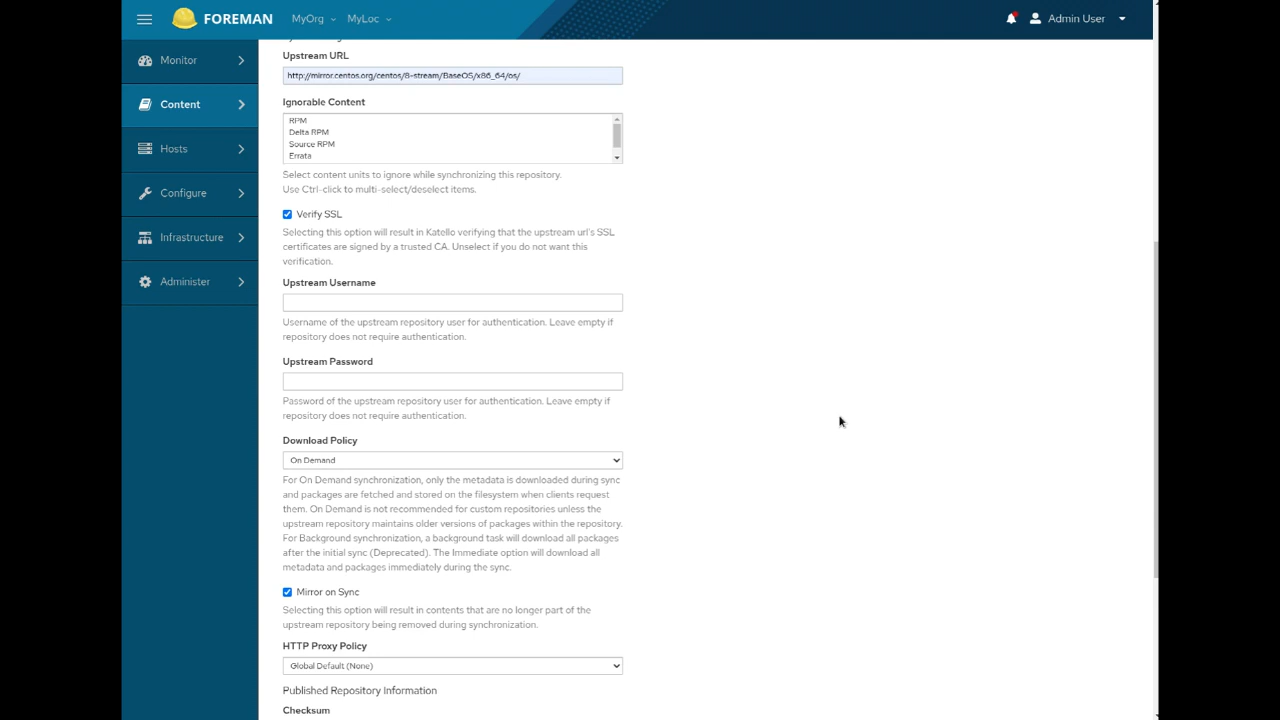 FOREMAN MyOrg MyLoc Admin User
Monitor
Content
Hosts
Configure
Infrastructure
Administer
Upstream URL
http://mirror.centos.org/centos/8-stream/BaseOS/x86_64/os/
Ignorable Content
RPM
Delta RPM
Source RPM
Errata
Select content units to ignore while synchronizing this repository.
Use Ctrl-click to multi-select/deselect items.
Verify SSL
Selecting this option will result in Katello verifying that the upstream url's SSL
certificates are signed by a trusted CA. Unselect if you do not want this
verification.
Upstream Username
Username of the upstream repository user for authentication. Leave empty if
repository does not require authentication.
Upstream Password
Password of the upstream repository user for authentication. Leave empty if
repository does not require authentication.
Download Policy
On Demand
For On Demand synchronization, only the metadata is downloaded during sync
and packages are fetched and stored on the filesystem when clients request
them. On Demand is not recommended for custom repositories unless the
upstream repository maintains older versions of packages within the repository.
For Background synchronization, a background task will download all packages
after the initial sync (Deprecated). The Immediate option will download all
metadata and packages immediately during the sync.
Mirror on Sync
Selecting this option will result in contents that are no longer part of the
upstream repository being removed during synchronization.
HTTP Proxy Policy
Global Default (None)
Published Repository Information
Checksum